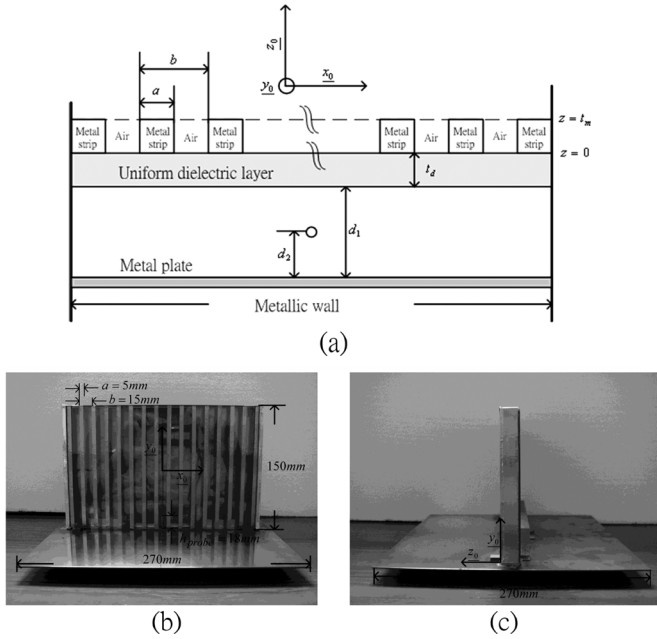 z0
b
a
y0
x0
Metal strip
Air
Metal strip
Air
Metal strip
Metal strip
Air
Metal strip
Air
Metal strip
z = tm
z = 0
Uniform dielectric layer
td
d1
d2
Metal plate
Metallic wall
(a)
a = 5mm
b = 15mm
y0
x0
150mm
hprobe = 18mm
270mm
(b)
y0
z0
270mm
(c)